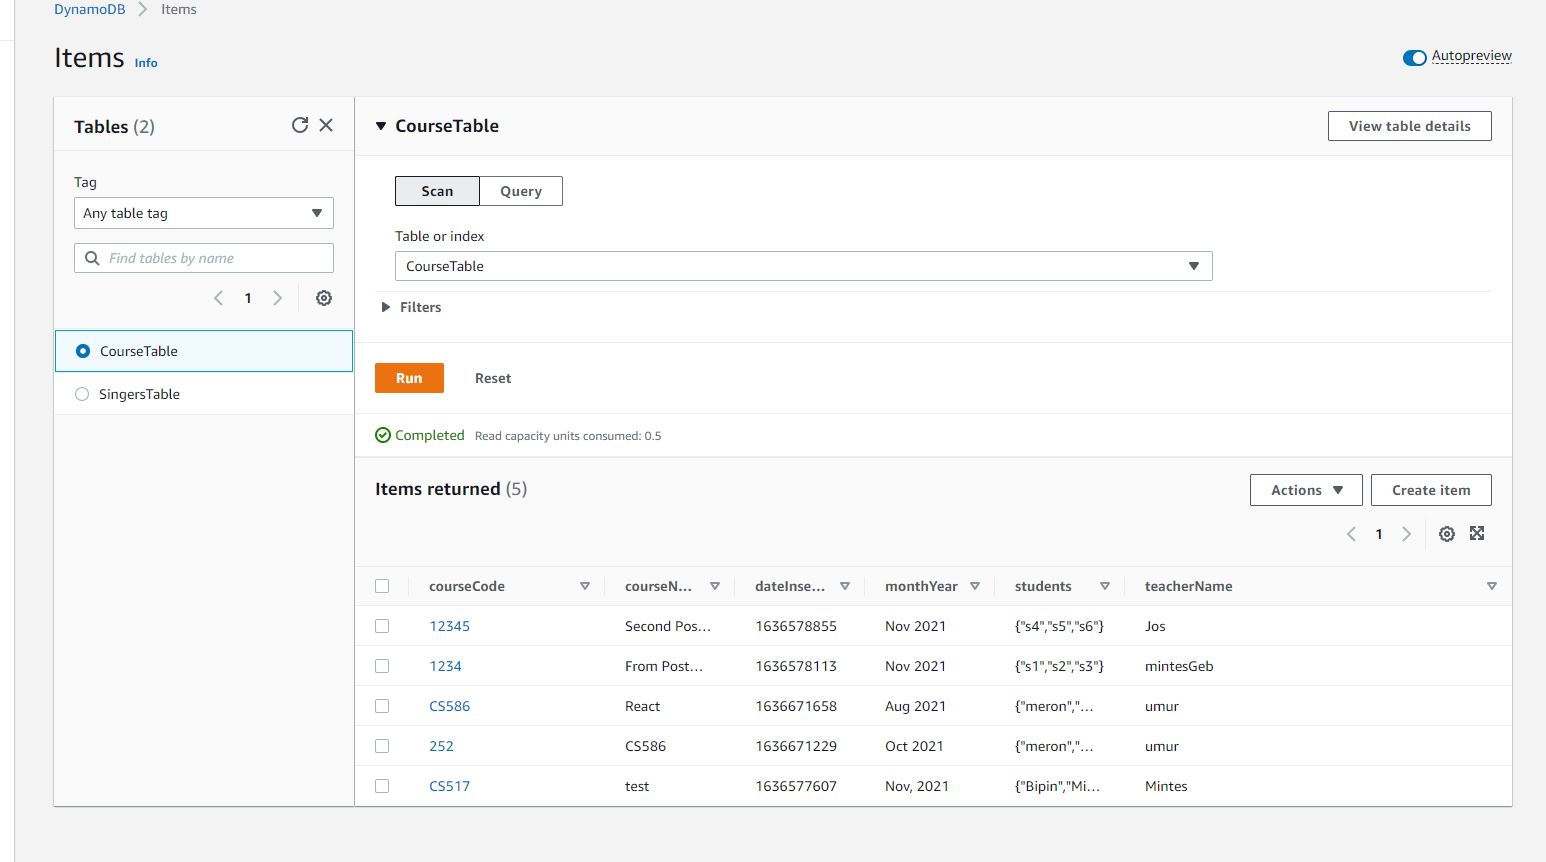 DynamoDB > Items
Items Info
Autopreview
Tables (2)
Tag
Any table tag
Find tables by name
1
CourseTable
SingersTable
CourseTable
View table details
Scan Query
Table or index
CourseTable
Filters
Run Reset
Completed Read capacity units consumed: 0.5
Items returned (5)
Actions Create item
1
courseCode courseN... dateInse... monthYear students teacherName
12345 Second Pos... 1636578855 Nov 2021 {"s4","s5","s6"} Jos
1234 From Post... 1636578113 Nov 2021 {"s1","s2","s3"} mintesGeb
CS586 React 1636671658 Aug 2021 {"meron","... umur
252 CS586 1636671229 Oct 2021 {"meron","... umur
CS517 test 1636577607 Nov, 2021 {"Bipin","Mi... Mintes